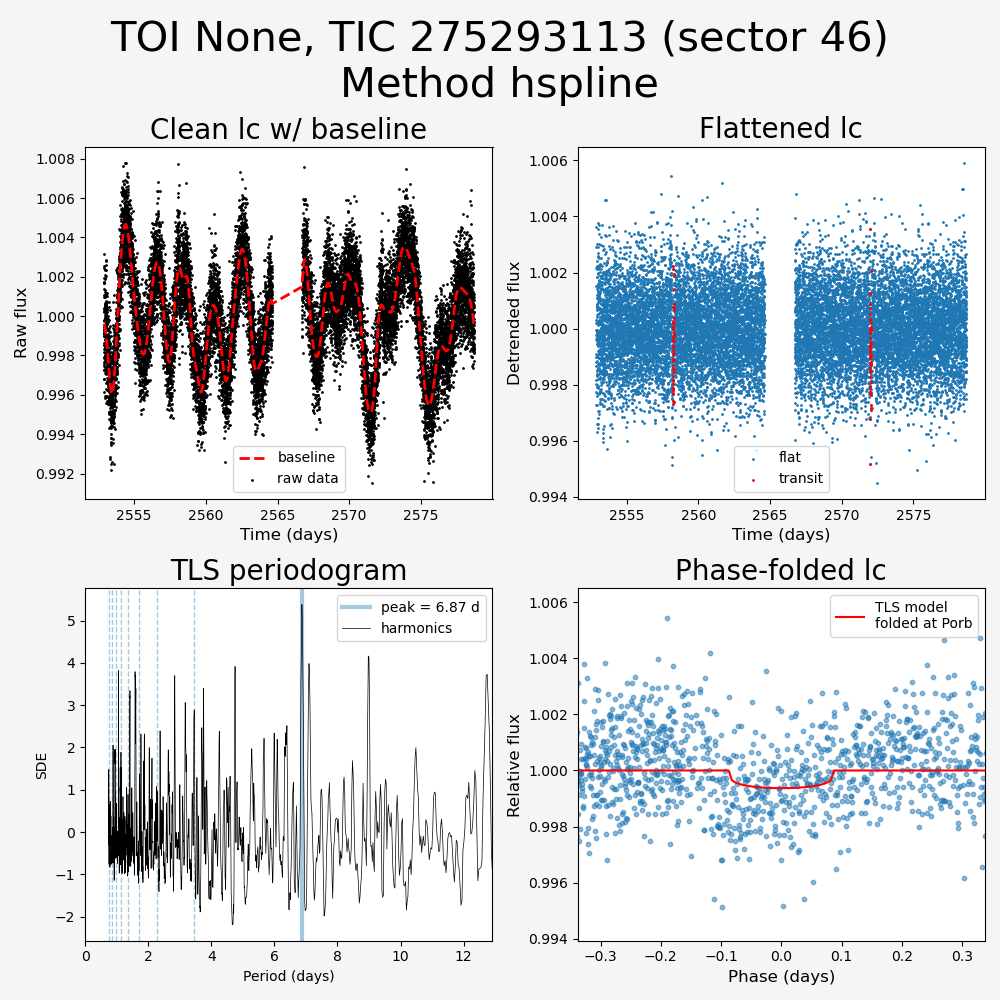 TOI None, TIC 275293113 (sector 46)
Method hspline
Clean lc w/ baseline
Raw flux
1.008
1.006
1.004
1.002
1.000
0.998
0.996
0.994
0.992
baseline
raw data
2555
2560
2565
2570
2575
Time (days)
Flattened lc
Detrended flux
1.006
1.004
1.002
1.000
0.998
0.996
0.994
flat
transit
2555
2560
2565
2570
2575
Time (days)
TLS periodogram
SDE
5
4
3
2
1
0
−1
−2
peak = 6.87 d
harmonics
0
2
4
6
8
10
12
Period (days)
Phase-folded lc
Relative flux
1.006
1.004
1.002
1.000
0.998
0.996
0.994
TLS model
folded at Porb
−0.3
−0.2
−0.1
0.0
0.1
0.2
0.3
Phase (days)